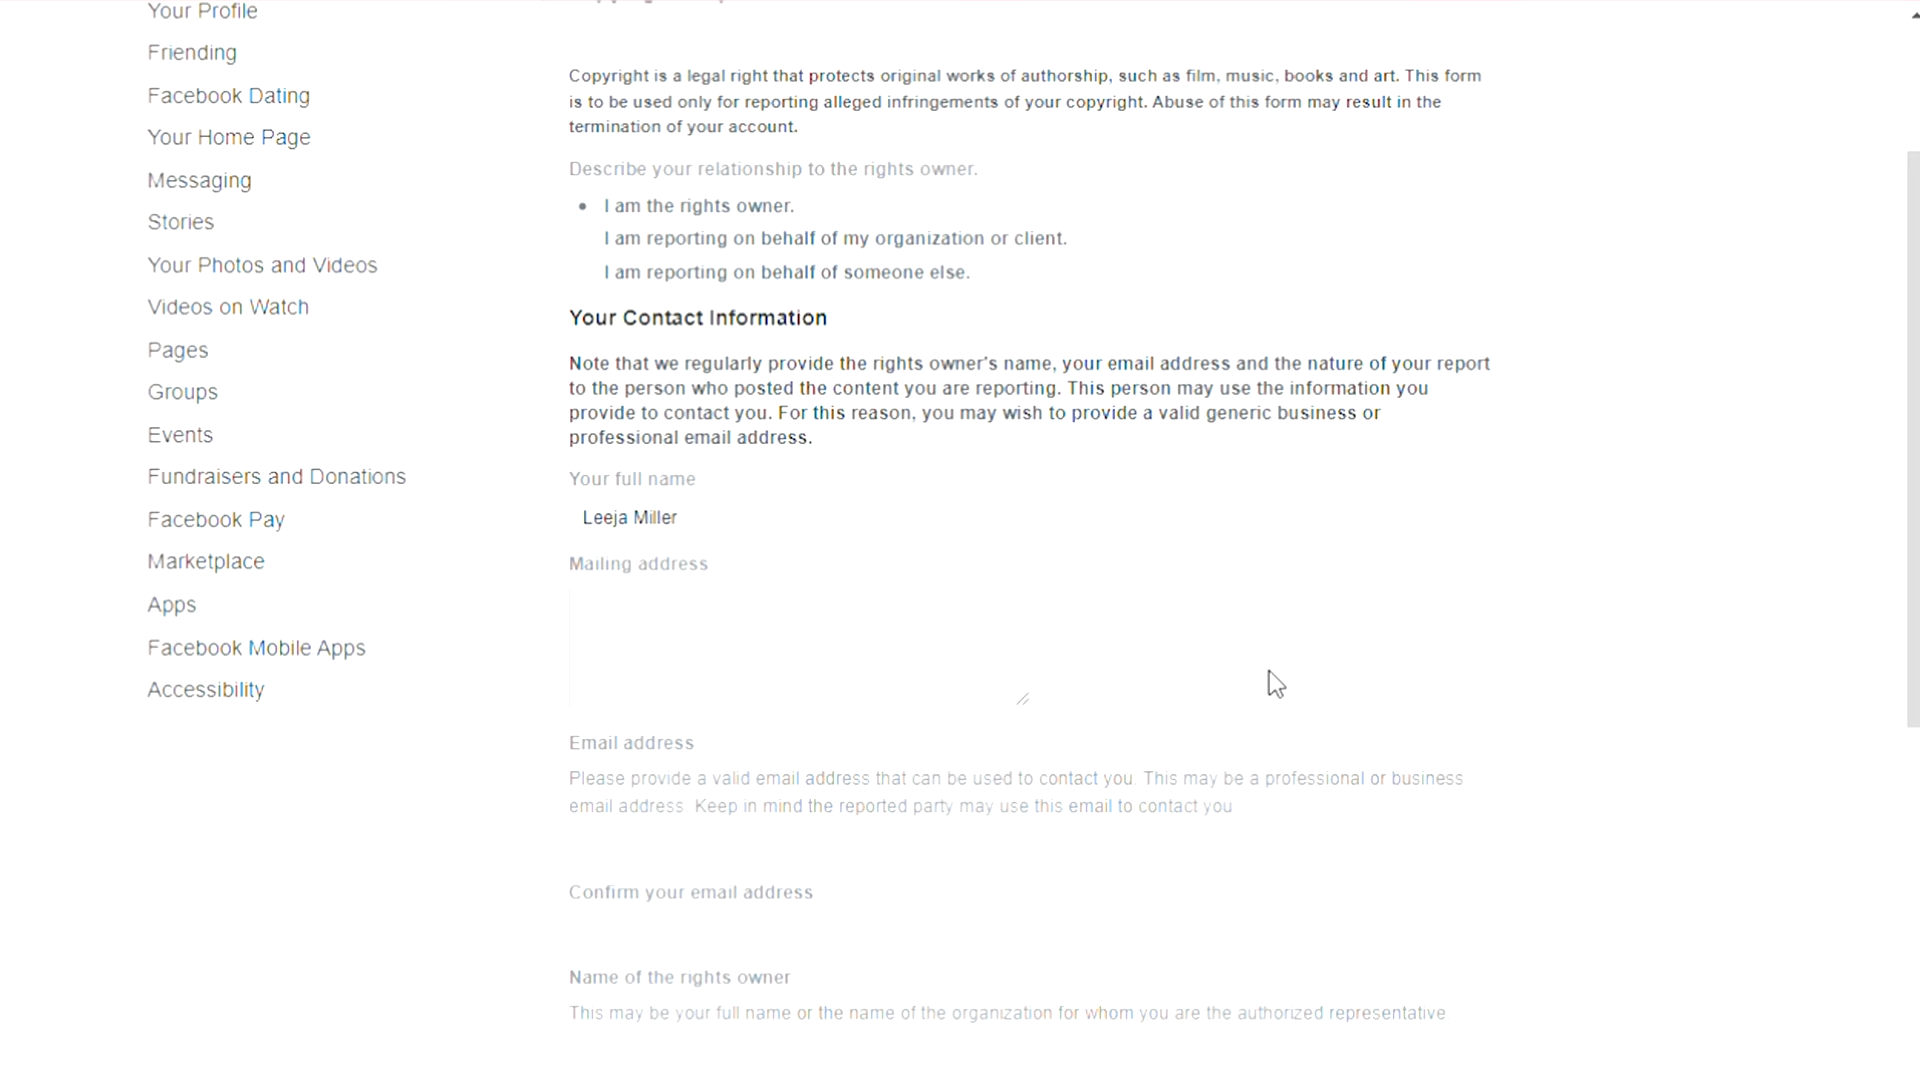 Your Profile
Friending
Facebook Dating
Your Home Page
Messaging
Stories
Your Photos and Videos
Videos on Watch
Pages
Groups
Events
Fundraisers and Donations
Facebook Pay
Marketplace
Apps
Facebook Mobile Apps
Accessibility
Copyright is a legal right that protects original works of authorship, such as film, music, books and art. This form
is to be used only for reporting alleged infringements of your copyright. Abuse of this form may result in the
termination of your account.
Describe your relationship to the rights owner.
I am the rights owner.
I am reporting on behalf of my organization or client.
I am reporting on behalf of someone else.
Your Contact Information
Note that we regularly provide the rights owner's name, your email address and the nature of your report
to the person who posted the content you are reporting. This person may use the information you
provide to contact you. For this reason, you may wish to provide a valid generic business or
professional email address.
Your full name
Leeja Miller
Mailing address
Email address
Please provide a valid email address that can be used to contact you. This may be a professional or business
email address. Keep in mind the reported party may use this email to contact you
Confirm your email address
Name of the rights owner
This may be your full name or the name of the organization for whom you are the authorized representative